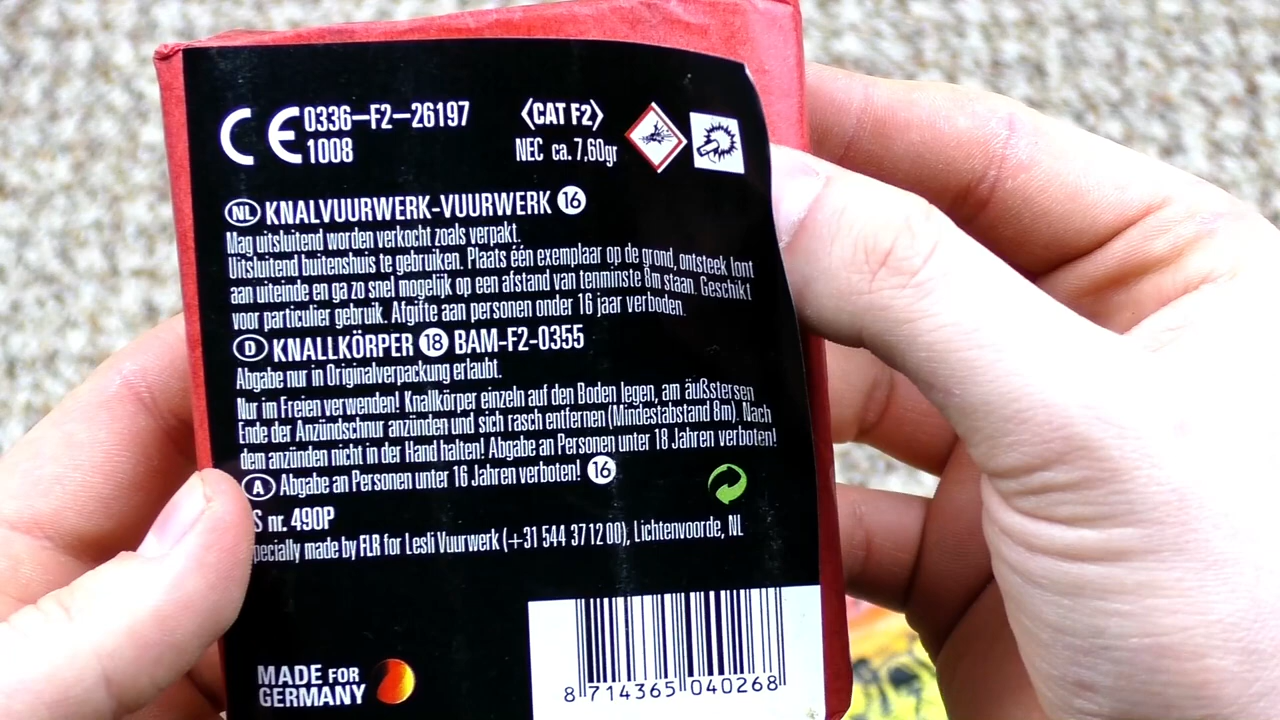 CE 0336-F2-26197 <CAT F2>
1008 NEC ca. 7,60gr
NL KNALVUURWERK-VUURWERK 16
Mag uitsluitend worden verkocht zoals verpakt.
Uitsluitend buitenshuis te gebruiken. Plaats één exemplaar op de grond, ontsteek lont
aan uiteinde en ga zo snel mogelijk op een afstand van tenminste 8m staan. Geschikt
voor particulier gebruik. Afgifte aan personen onder 16 jaar verboden.
D KNALLKÖRPER 18 BAM-F2-0355
Abgabe nur in Originalverpackung erlaubt.
Nur im Freien verwenden! Knallkörper einzeln auf den Boden legen, am äußstersen
Ende der Anzündschnur anzünden und sich rasch entfernen (Mindestabstand 8m). Nach
dem anzünden nicht in der Hand halten! Abgabe an Personen unter 18 Jahren verboten!
A Abgabe an Personen unter 16 Jahren verboten! 16
S nr. 490P
pecially made by FLR for Lesli Vuurwerk (+31 544 371200), Lichtenvoorde, NL
MADE FOR
GERMANY
8 714365 040268